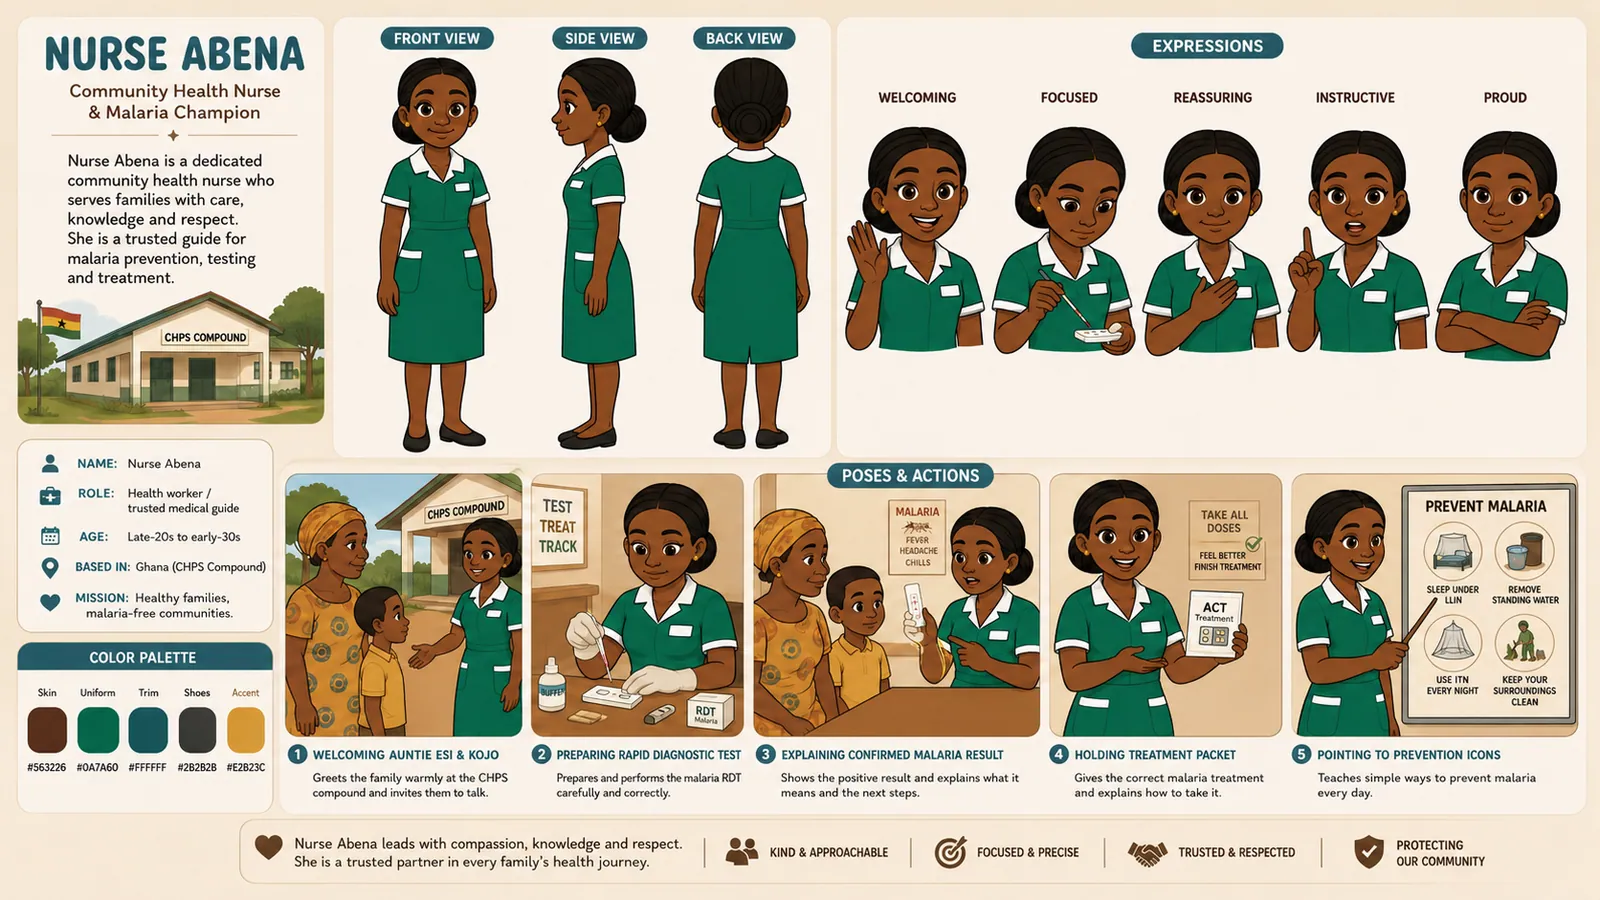 NURSE ABENA
Community Health Nurse
& Malaria Champion
Nurse Abena is a dedicated
community health nurse who
serves families with care,
knowledge and respect.
She is a trusted guide for
malaria prevention, testing
and treatment.
CHPS COMPOUND
FRONT VIEW
SIDE VIEW
BACK VIEW
EXPRESSIONS
WELCOMING
FOCUSED
REASSURING
INSTRUCTIVE
PROUD
NAME: Nurse Abena
ROLE: Health worker /
trusted medical guide
AGE: Late-20s to early-30s
BASED IN: Ghana (CHPS Compound)
MISSION: Healthy families,
malaria-free communities.
COLOR PALETTE
Skin
Uniform
Trim
Shoes
Accent
#563226
#0A7A60
#FFFFFF
#2B2B2B
#E2B23C
POSES & ACTIONS
CHPS COMPOUND
1 WELCOMING AUNTIE ESI & KOJO
Greets the family warmly at the CHPS
compound and invites them to talk.
TEST
TREAT
TRACK
BUFFER
RDT
Malaria
2 PREPARING RAPID DIAGNOSTIC TEST
Prepares and performs the malaria RDT
carefully and correctly.
MALARIA
FEVER
HEADACHE
CHILLS
3 EXPLAINING CONFIRMED MALARIA RESULT
Shows the positive result and explains what it
means and the next steps.
TAKE ALL
DOSES
FEEL BETTER
FINISH TREATMENT
ACT
Treatment
4 HOLDING TREATMENT PACKET
Gives the correct malaria treatment
and explains how to take it.
PREVENT MALARIA
SLEEP UNDER
LLIN
REMOVE
STANDING WATER
USE ITN
EVERY NIGHT
KEEP YOUR
SURROUNDINGS
CLEAN
5 POINTING TO PREVENTION ICONS
Teaches simple ways to prevent malaria
every day.
Nurse Abena leads with compassion, knowledge and respect.
She is a trusted partner in every family's health journey.
KIND & APPROACHABLE
FOCUSED & PRECISE
TRUSTED & RESPECTED
PROTECTING
OUR COMMUNITY